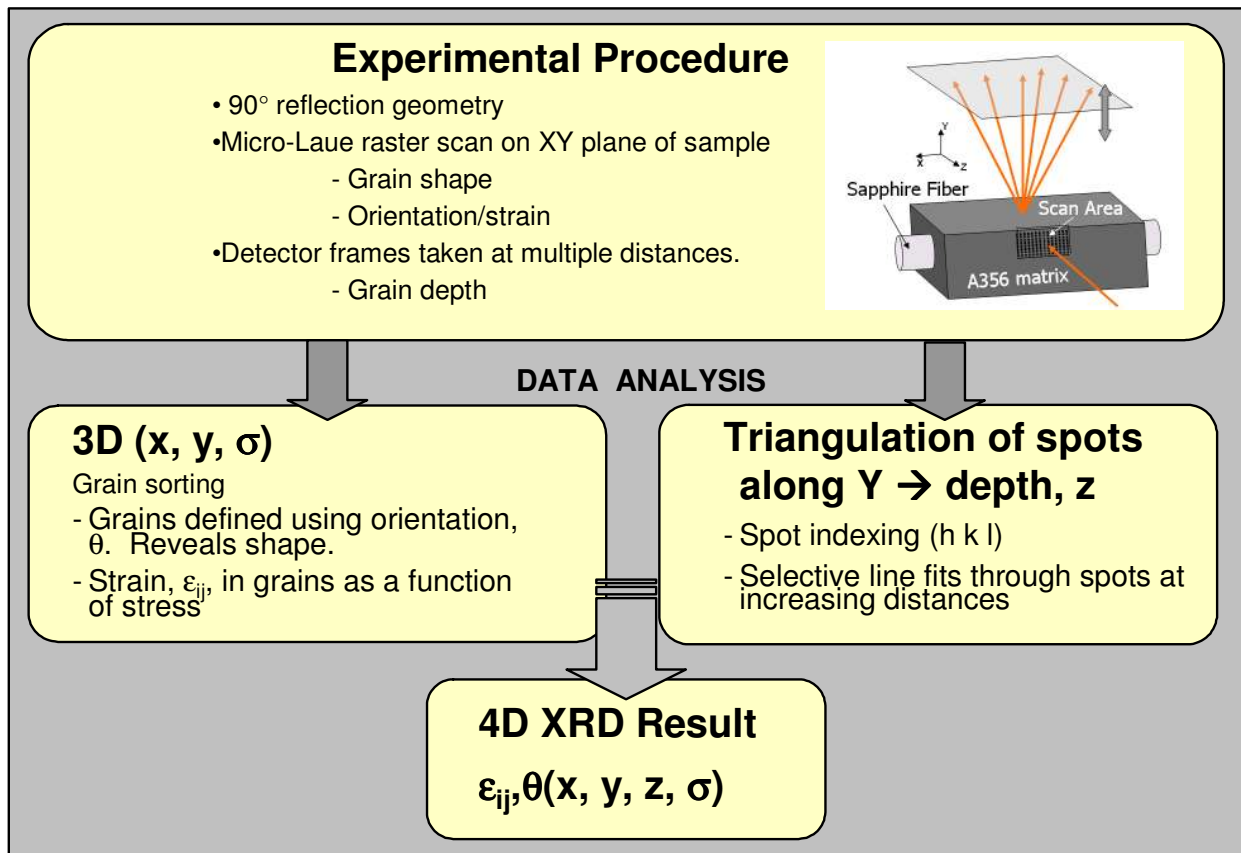 Experimental Procedure
• 90° reflection geometry
•Micro-Laue raster scan on XY plane of sample
- Grain shape
- Orientation/strain
•Detector frames taken at multiple distances.
- Grain depth
Y
X
Z
Sapphire Fiber
Scan Area
A356 matrix
DATA ANALYSIS
3D (x, y, σ)
Grain sorting
- Grains defined using orientation,
θ. Reveals shape.
- Strain, εij, in grains as a function
of stress
Triangulation of spots
along Y → depth, z
- Spot indexing (h k l)
- Selective line fits through spots at
increasing distances
4D XRD Result
εij,θ(x, y, z, σ)